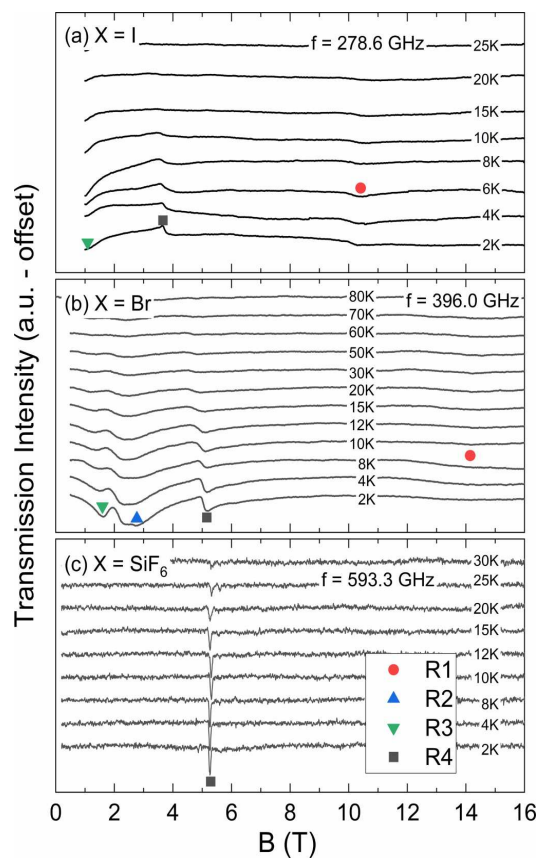 (a) X = I
f = 278.6 GHz
25K
20K
15K
10K
8K
6K
4K
2K
(b) X = Br
f = 396.0 GHz
80K
70K
60K
50K
30K
20K
15K
12K
10K
8K
4K
2K
(c) X = SiF6
f = 593.3 GHz
30K
25K
20K
15K
12K
10K
8K
4K
2K
R1
R2
R3
R4
0 2 4 6 8 10 12 14 16
B (T)
Transmission Intensity (a.u. - offset)